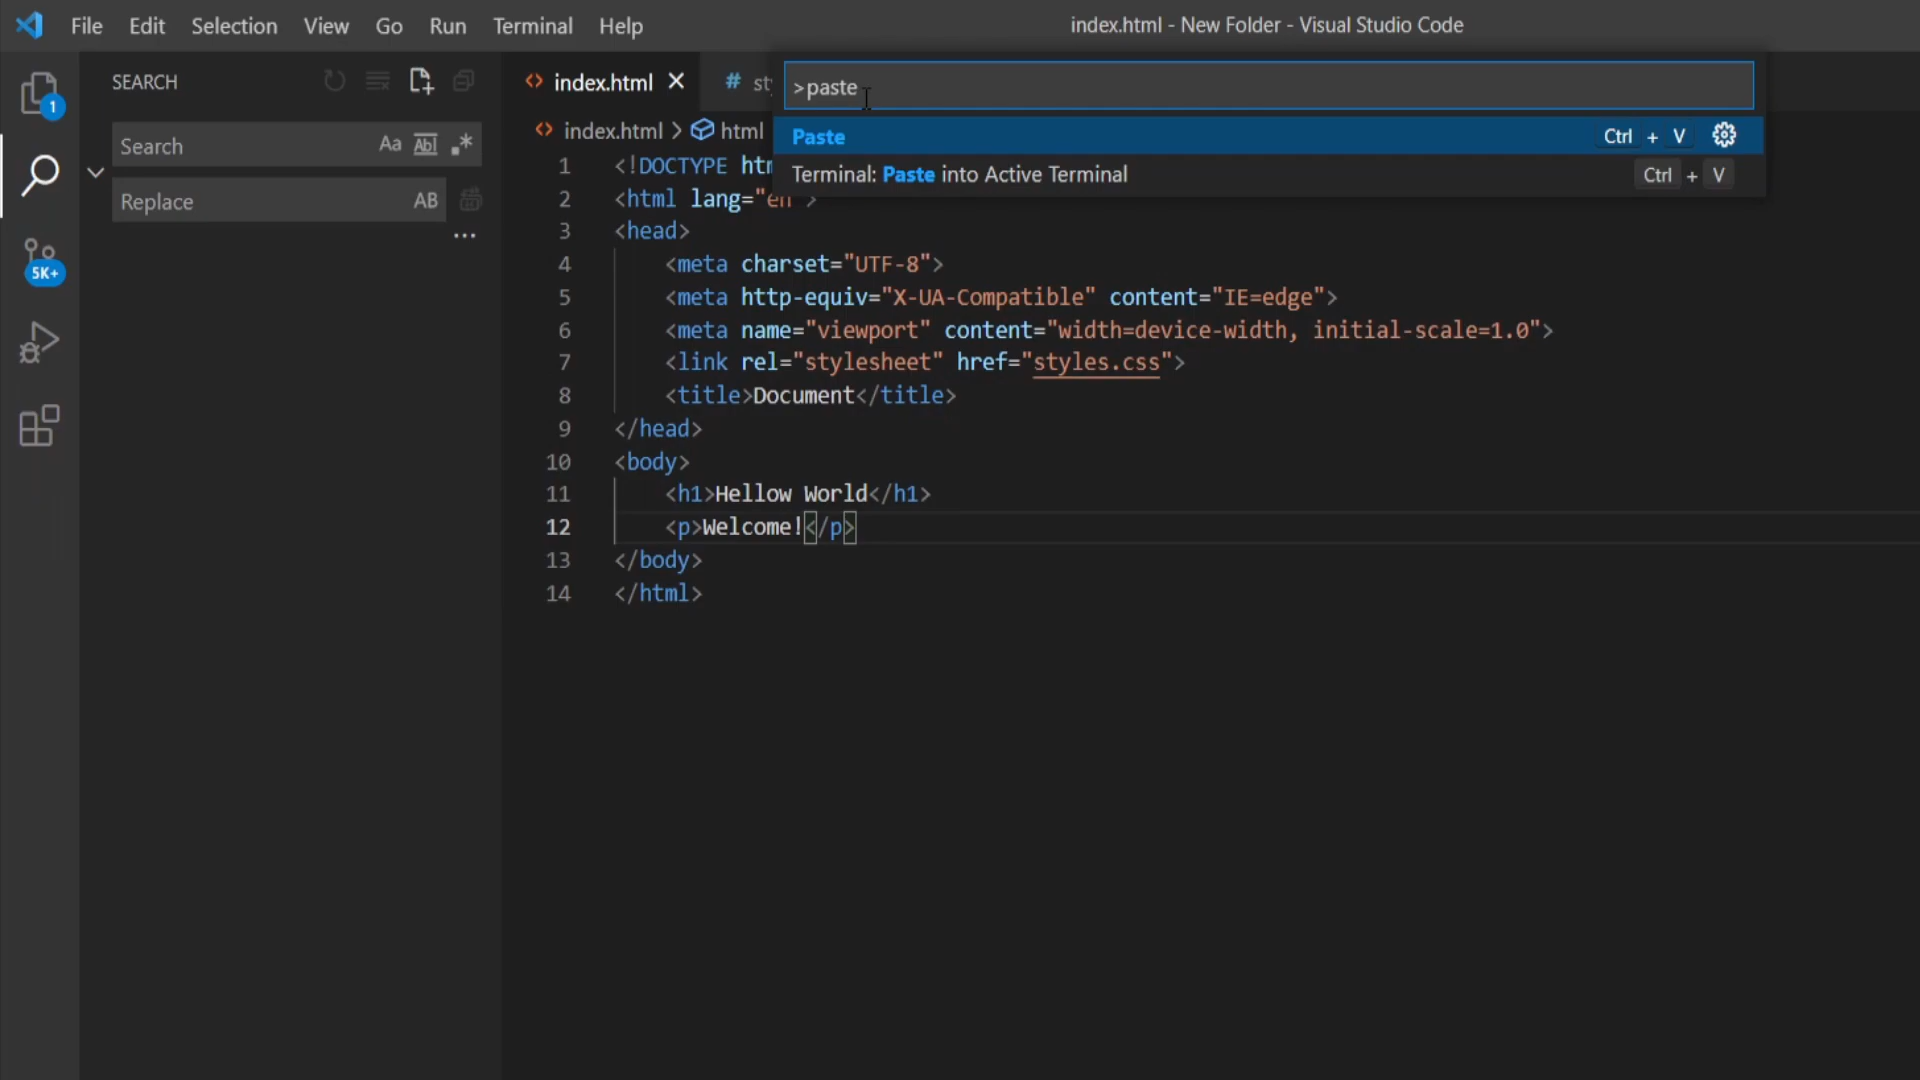 File Edit Selection View Go Run Terminal Help
index.html - New Folder - Visual Studio Code
SEARCH
Search
Aa Abl .*
Replace
AB
...
1
5K+
<> index.html ×
# sty
>paste
Paste
Ctrl + V
Terminal: Paste into Active Terminal
Ctrl + V
<> index.html > html
1 <!DOCTYPE htm
2 <html lang="en">
3 <head>
4 <meta charset="UTF-8">
5 <meta http-equiv="X-UA-Compatible" content="IE=edge">
6 <meta name="viewport" content="width=device-width, initial-scale=1.0">
7 <link rel="stylesheet" href="styles.css">
8 <title>Document</title>
9 </head>
10 <body>
11 <h1>Hellow World</h1>
12 <p>Welcome!</p>
13 </body>
14 </html>